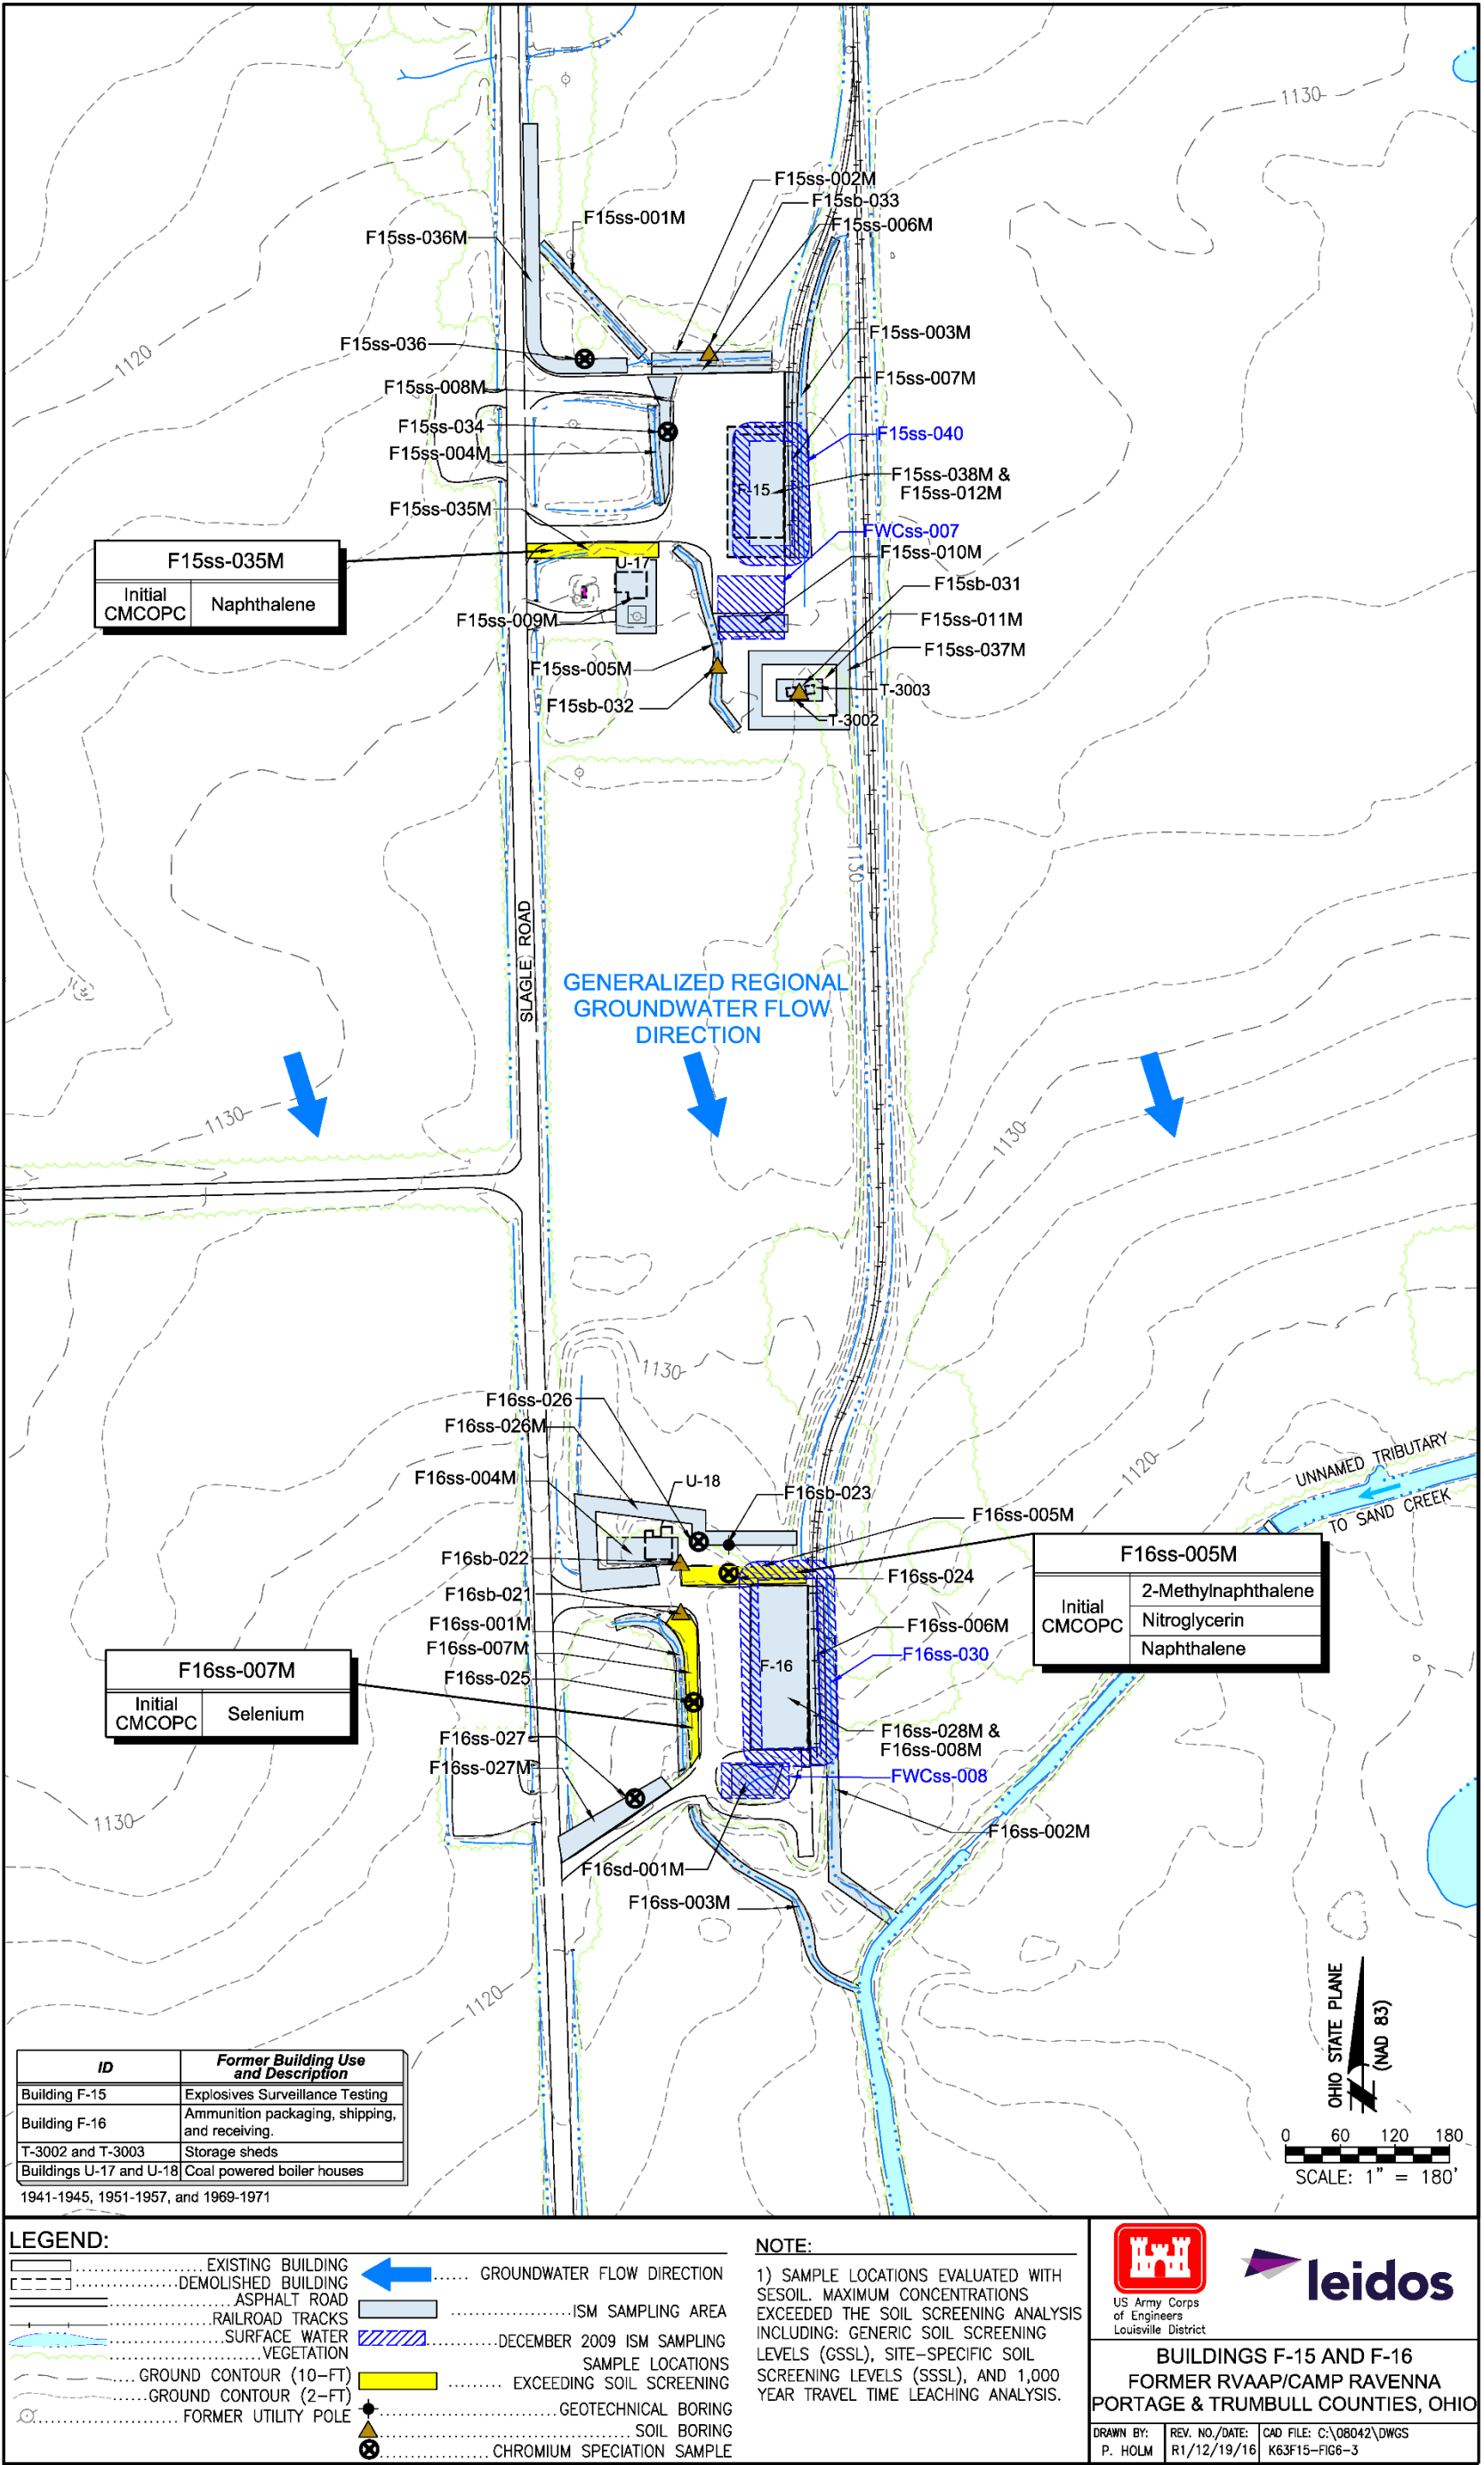 1130
F15ss-002M
F15sb-033
F15ss-001M
F15ss-006M
F15ss-036M
F15ss-003M
F15ss-036
1120
F15ss-007M
F15ss-008M
F15ss-034
F15ss-040
F15ss-004M
F15ss-038M &
F15ss-012M
F-15
F15ss-035M
FWCss-007
F15ss-010M
F15ss-035M
Initial
CMCOPC
Naphthalene
U-17
F15sb-031
F15ss-009M
F15ss-011M
F15ss-037M
F15ss-005M
T-3003
F15sb-032
T-3002
1130
SLAGLE ROAD
GENERALIZED REGIONAL
GROUNDWATER FLOW
DIRECTION
1130
1130
1130
F16ss-026
F16ss-026M
F16ss-004M
U-18
F16sb-023
1120
UNNAMED TRIBUTARY
TO SAND CREEK
F16ss-005M
F16sb-022
F16ss-024
F16ss-005M
Initial
CMCOPC
2-Methylnaphthalene
Nitroglycerin
Naphthalene
F16sb-021
F16ss-001M
F16ss-006M
F16ss-007M
F16ss-030
F-16
F16ss-025
F16ss-007M
Initial
CMCOPC
Selenium
F16ss-027
F16ss-028M &
F16ss-008M
F16ss-027M
FWCss-008
1130
F16ss-002M
F16sd-001M
F16ss-003M
1120
OHIO STATE PLANE
(NAD 83)
0 60 120 180
SCALE: 1" = 180'
ID
Former Building Use
and Description
Building F-15
Explosives Surveillance Testing
Building F-16
Ammunition packaging, shipping,
and receiving.
T-3002 and T-3003
Storage sheds
Buildings U-17 and U-18
Coal powered boiler houses
1941-1945, 1951-1957, and 1969-1971
LEGEND:
EXISTING BUILDING
DEMOLISHED BUILDING
ASPHALT ROAD
RAILROAD TRACKS
SURFACE WATER
VEGETATION
GROUND CONTOUR (10-FT)
GROUND CONTOUR (2-FT)
FORMER UTILITY POLE
GROUNDWATER FLOW DIRECTION
ISM SAMPLING AREA
DECEMBER 2009 ISM SAMPLING
SAMPLE LOCATIONS
EXCEEDING SOIL SCREENING
GEOTECHNICAL BORING
SOIL BORING
CHROMIUM SPECIATION SAMPLE
NOTE:
1) SAMPLE LOCATIONS EVALUATED WITH
SESOIL. MAXIMUM CONCENTRATIONS
EXCEEDED THE SOIL SCREENING ANALYSIS
INCLUDING: GENERIC SOIL SCREENING
LEVELS (GSSL), SITE-SPECIFIC SOIL
SCREENING LEVELS (SSSL), AND 1,000
YEAR TRAVEL TIME LEACHING ANALYSIS.
US Army Corps
of Engineers
Louisville District
leidos
BUILDINGS F-15 AND F-16
FORMER RVAAP/CAMP RAVENNA
PORTAGE & TRUMBULL COUNTIES, OHIO
DRAWN BY:
P. HOLM
REV. NO./DATE:
R1/12/19/16
CAD FILE: C:\08042\DWGS
K63F15-FIG6-3